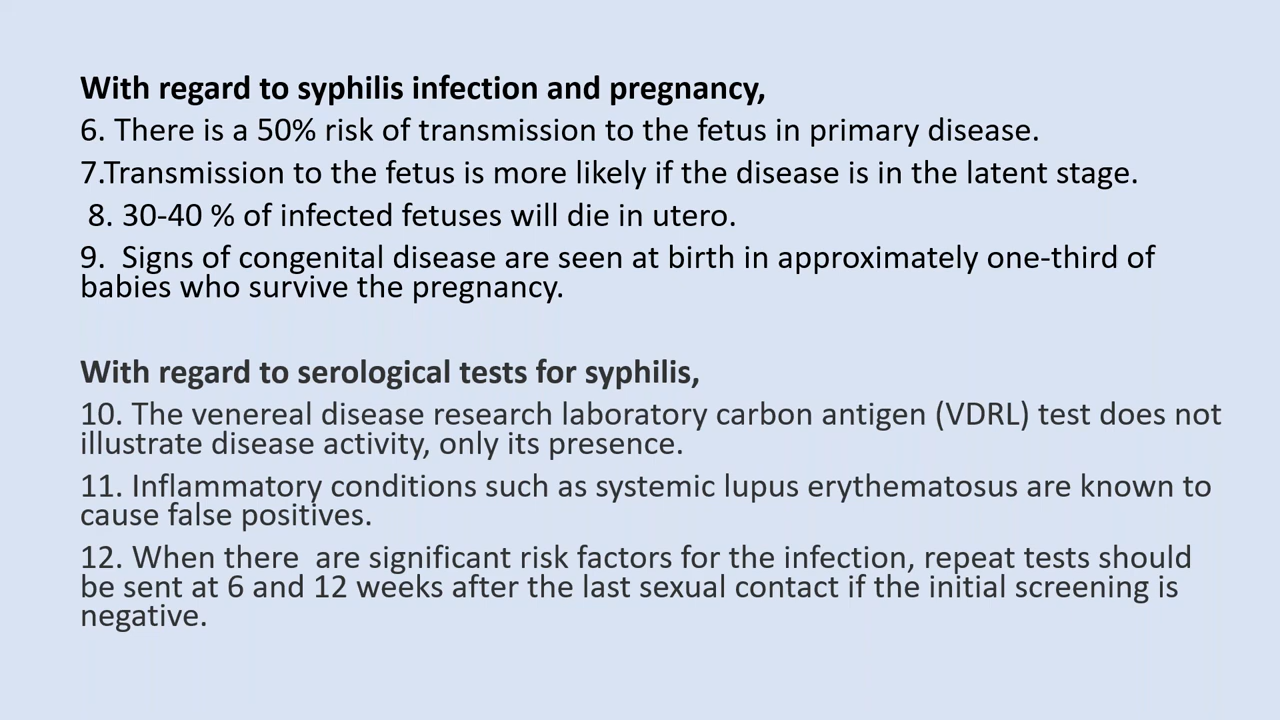 With regard to syphilis infection and pregnancy,
6. There is a 50% risk of transmission to the fetus in primary disease.
7.Transmission to the fetus is more likely if the disease is in the latent stage.
8. 30-40 % of infected fetuses will die in utero.
9.  Signs of congenital disease are seen at birth in approximately one-third of
babies who survive the pregnancy.
With regard to serological tests for syphilis,
10. The venereal disease research laboratory carbon antigen (VDRL) test does not
illustrate disease activity, only its presence.
11. Inflammatory conditions such as systemic lupus erythematosus are known to
cause false positives.
12. When there  are significant risk factors for the infection, repeat tests should
be sent at 6 and 12 weeks after the last sexual contact if the initial screening is
negative.